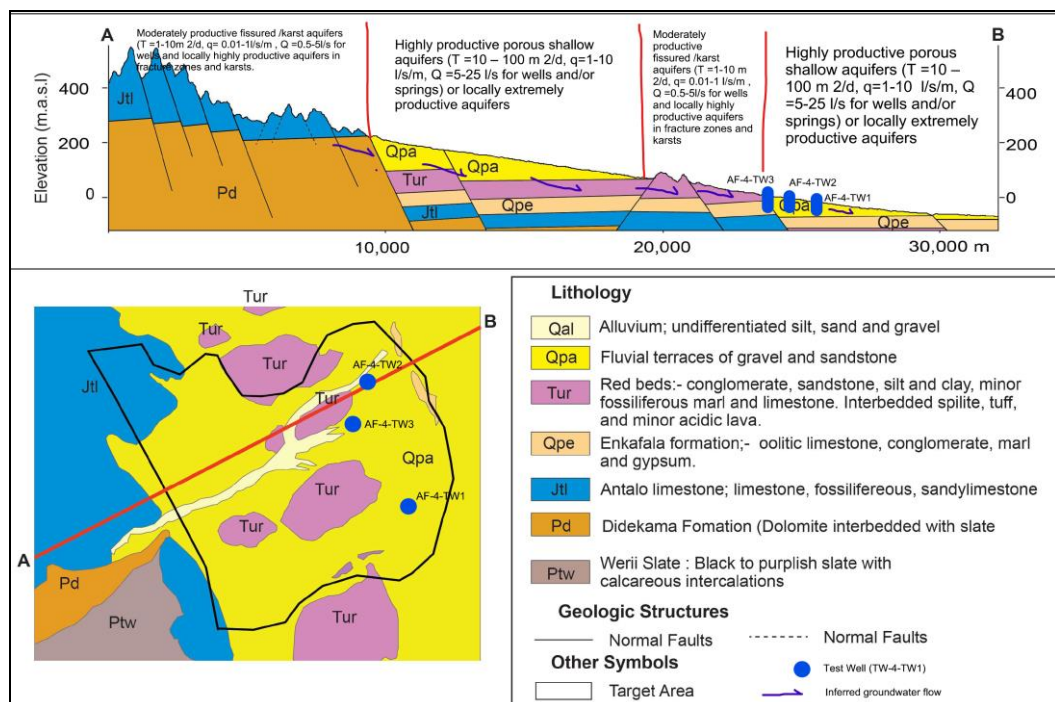 A
B
Moderately productive fissured /karst aquifers
(T =1-10m 2/d, q= 0.01-1l/s/m , Q =0.5-5l/s for
wells and locally highly productive aquifers in
fracture zones and karsts.
Highly productive porous
shallow aquifers
(T =10 – 100 m 2/d, q=1-10
l/s/m, Q =5-25 l/s for wells and/or
springs) or locally extremely
productive aquifers
Moderately
productive
fissured /karst
aquifers (T =1-10 m
2/d, q= 0.01-1 l/s/m ,
Q =0.5-5l/s for wells
and locally highly
productive aquifers
in fracture zones and
karsts
Highly productive porous
shallow aquifers (T =10 –
100 m 2/d, q=1-10 l/s/m, Q
=5-25 l/s for wells and/or
springs) or locally extremely
productive aquifers
Elevation (m.a.s.l)
400
200
0
400
200
0
Jtl
Pd
Qpa
Qpa
Tur
Jtl
Qpe
AF-4-TW3
AF-4-TW2
AF-4-TW1
Qpa
Qpe
10,000
20,000
30,000 m
Tur
Tur
B
Jtl
Tur
AF-4-TW2
Tur
AF-4-TW3
Qpa
Tur
AF-4-TW1
Tur
A
Pd
Ptw
Tur
Lithology
Qal Alluvium; undifferentiated silt, sand and gravel
Qpa Fluvial terraces of gravel and sandstone
Tur Red beds:- conglomerate, sandstone, silt and clay, minor
fossiliferous marl and limestone. Interbedded spilite, tuff,
and minor acidic lava.
Qpe Enkafala formation;- oolitic limestone, conglomerate, marl
and gypsum.
Jtl Antalo limestone; limestone, fossilifereous, sandylimestone
Pd Didekama Fomation (Dolomite interbedded with slate
Ptw Werii Slate : Black to purplish slate with
calcareous intercalations
Geologic Structures
Normal Faults
Normal Faults
Other Symbols
Test Well (TW-4-TW1)
Target Area
Inferred groundwater flow